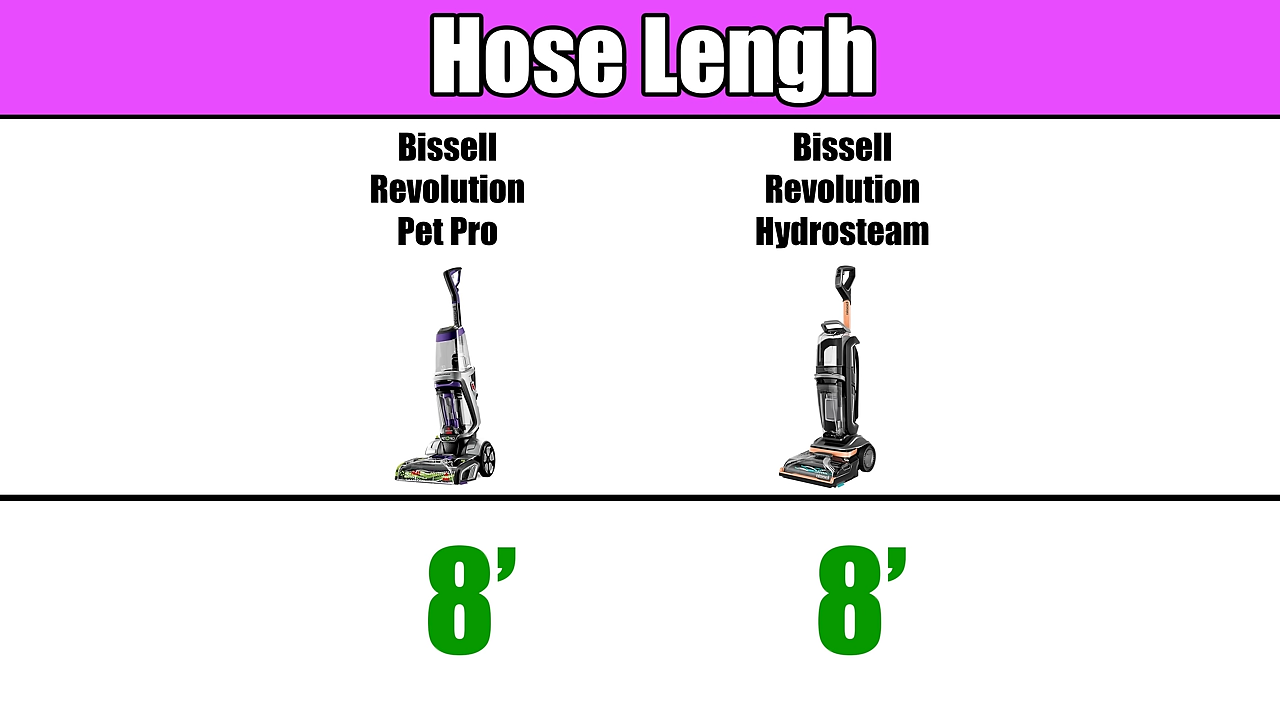 Hose Lengh
Bissell
Revolution
Pet Pro
Bissell
Revolution
Hydrosteam
8’
8’